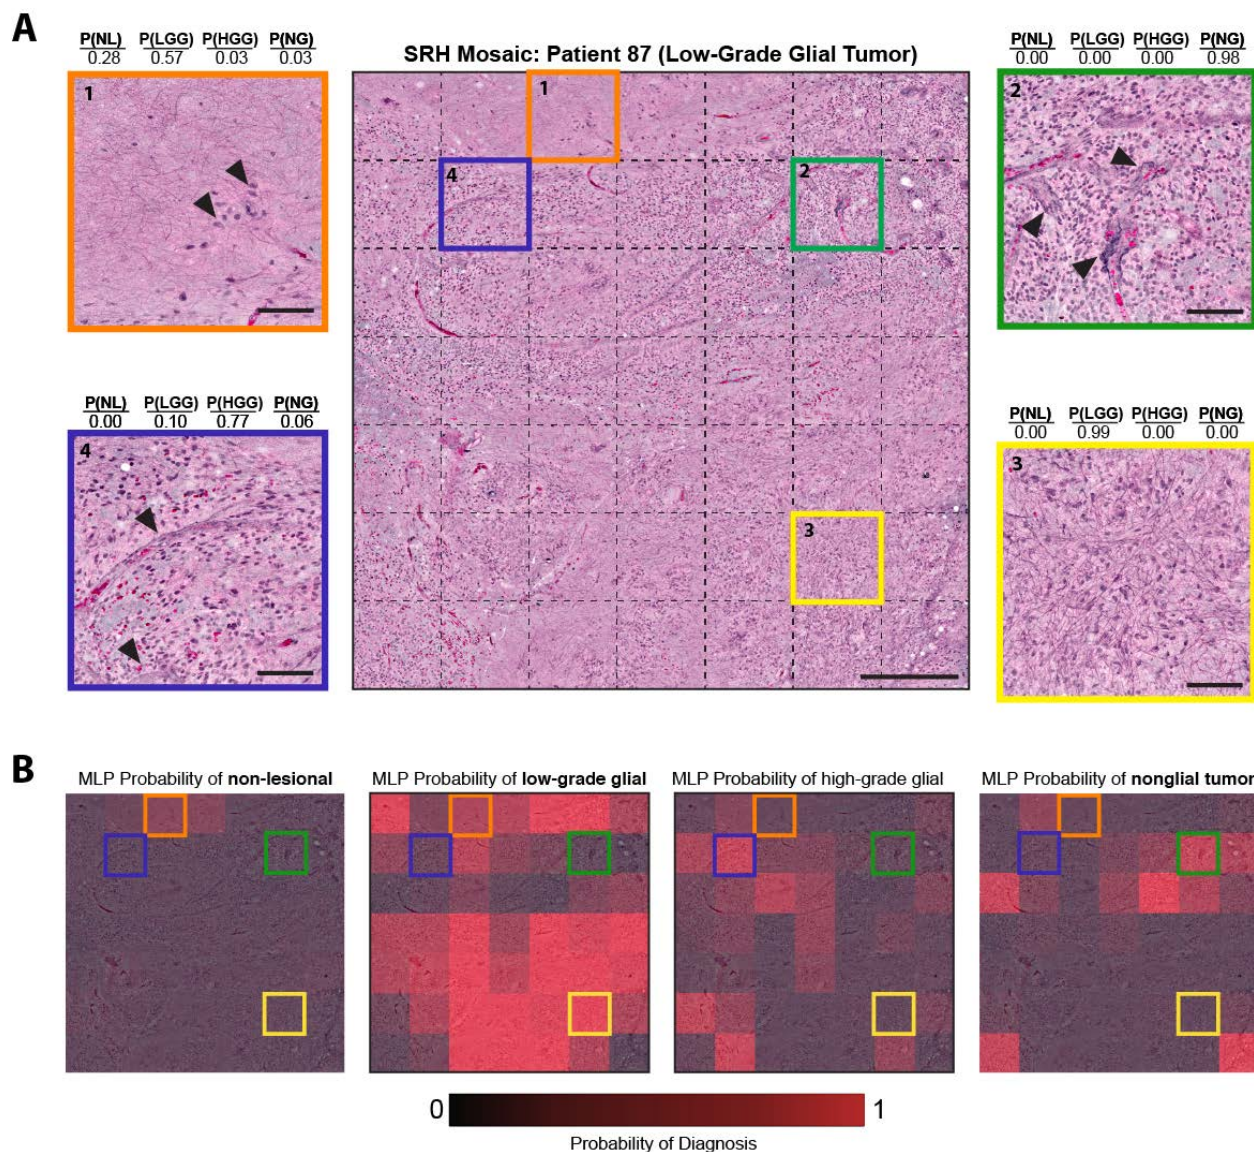 A
SRH Mosaic: Patient 87 (Low-Grade Glial Tumor)
P(NL) P(LGG) P(HGG) P(NG)
0.28 0.57 0.03 0.03
1
P(NL) P(LGG) P(HGG) P(NG)
0.00 0.00 0.00 0.98
2
P(NL) P(LGG) P(HGG) P(NG)
0.00 0.10 0.77 0.06
4
P(NL) P(LGG) P(HGG) P(NG)
0.00 0.99 0.00 0.00
3
1
4
2
3
B
MLP Probability of non-lesional
MLP Probability of low-grade glial
MLP Probability of high-grade glial
MLP Probability of nonglial tumor
0 1
Probability of Diagnosis